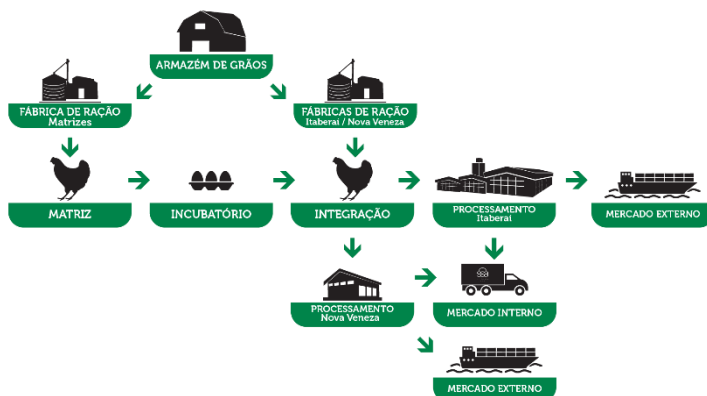 ARMAZÉM DE GRÃOS
FÁBRICA DE RAÇÃO
Matrizes
FÁBRICAS DE RAÇÃO
Itaberaí / Nova Veneza
MATRIZ
INCUBATÓRIO
INTEGRAÇÃO
PROCESSAMENTO
Itaberaí
MERCADO EXTERNO
PROCESSAMENTO
Nova Veneza
MERCADO INTERNO
MERCADO EXTERNO